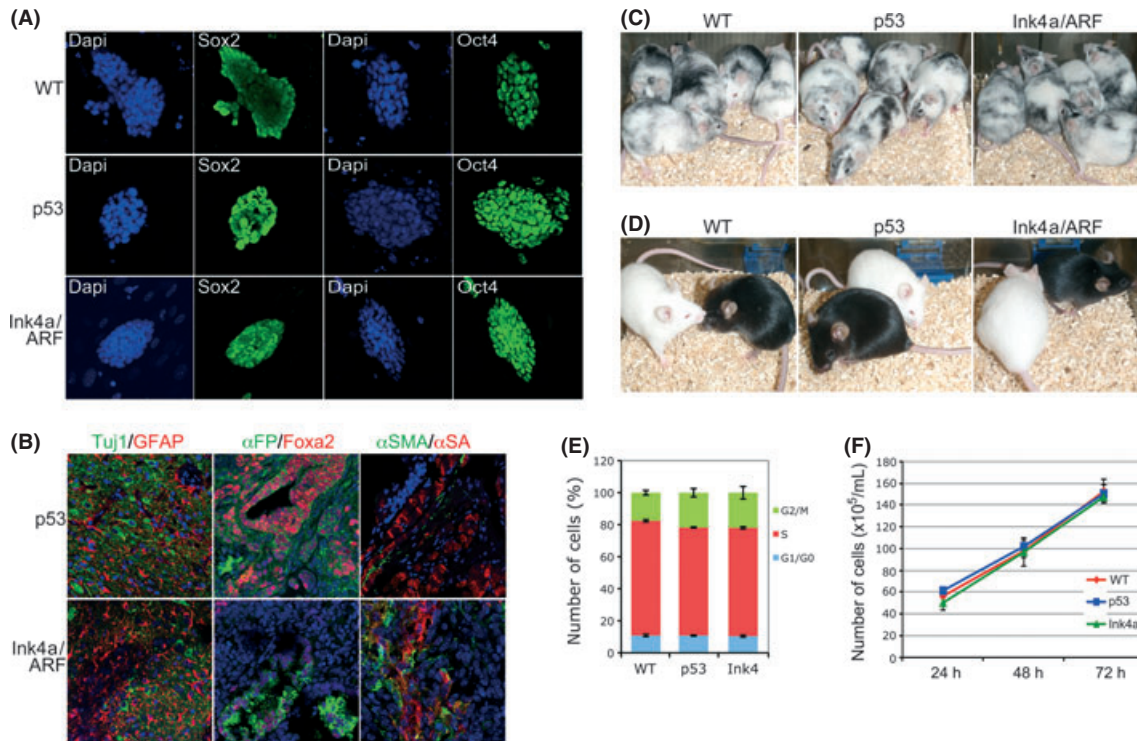 (A)
Dapi Sox2 Dapi Oct4
WT
Dapi Sox2 Dapi Oct4
p53
Dapi Sox2 Dapi Oct4
Ink4a/
ARF
(B)
Tuj1/GFAP αFP/Foxa2 αSMA/αSA
p53
Ink4a/
ARF
(C)
WT p53 Ink4a/ARF
(D)
WT p53 Ink4a/ARF
(E)
Number of cells (%)
120
100
80
60
40
20
0
G2/M
S
G1/G0
WT p53 Ink4
(F)
Number of cells (x10⁵/mL)
180
160
140
120
100
80
60
40
20
0
WT
p53
Ink4a
24 h 48 h 72 h